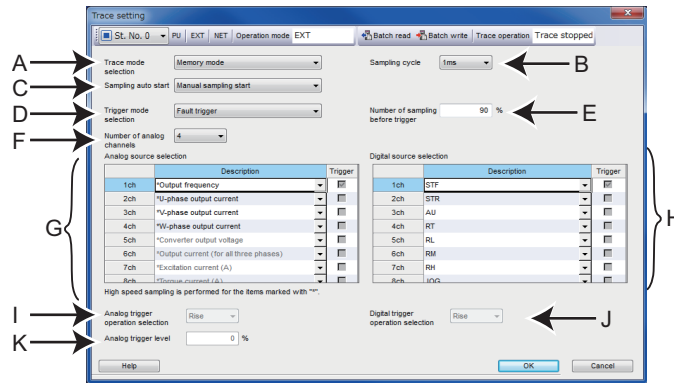 Trace setting
St. No. 0 PU EXT NET Operation mode EXT Batch read Batch write Trace operation Trace stopped
A Trace mode selection Memory mode Sampling cycle 1ms B
C Sampling auto start Manual sampling start
D Trigger mode selection Fault trigger Number of sampling before trigger 90 % E
F Number of analog channels 4
Analog source selection Digital source selection
Description Trigger Description Trigger
1ch *Output frequency 1ch STF
2ch *U-phase output current 2ch STR
3ch *V-phase output current 3ch AU
4ch *W-phase output current 4ch RT
G H
5ch *Converter output voltage 5ch RL
6ch *Output current (for all three phases) 6ch RM
7ch *Excitation current (A) 7ch RH
8ch *Torque current (A) 8ch JOG
High speed sampling is performed for the items marked with "*".
I Analog trigger operation selection Rise Digital trigger operation selection Rise J
K Analog trigger level 0 %
Help OK Cancel